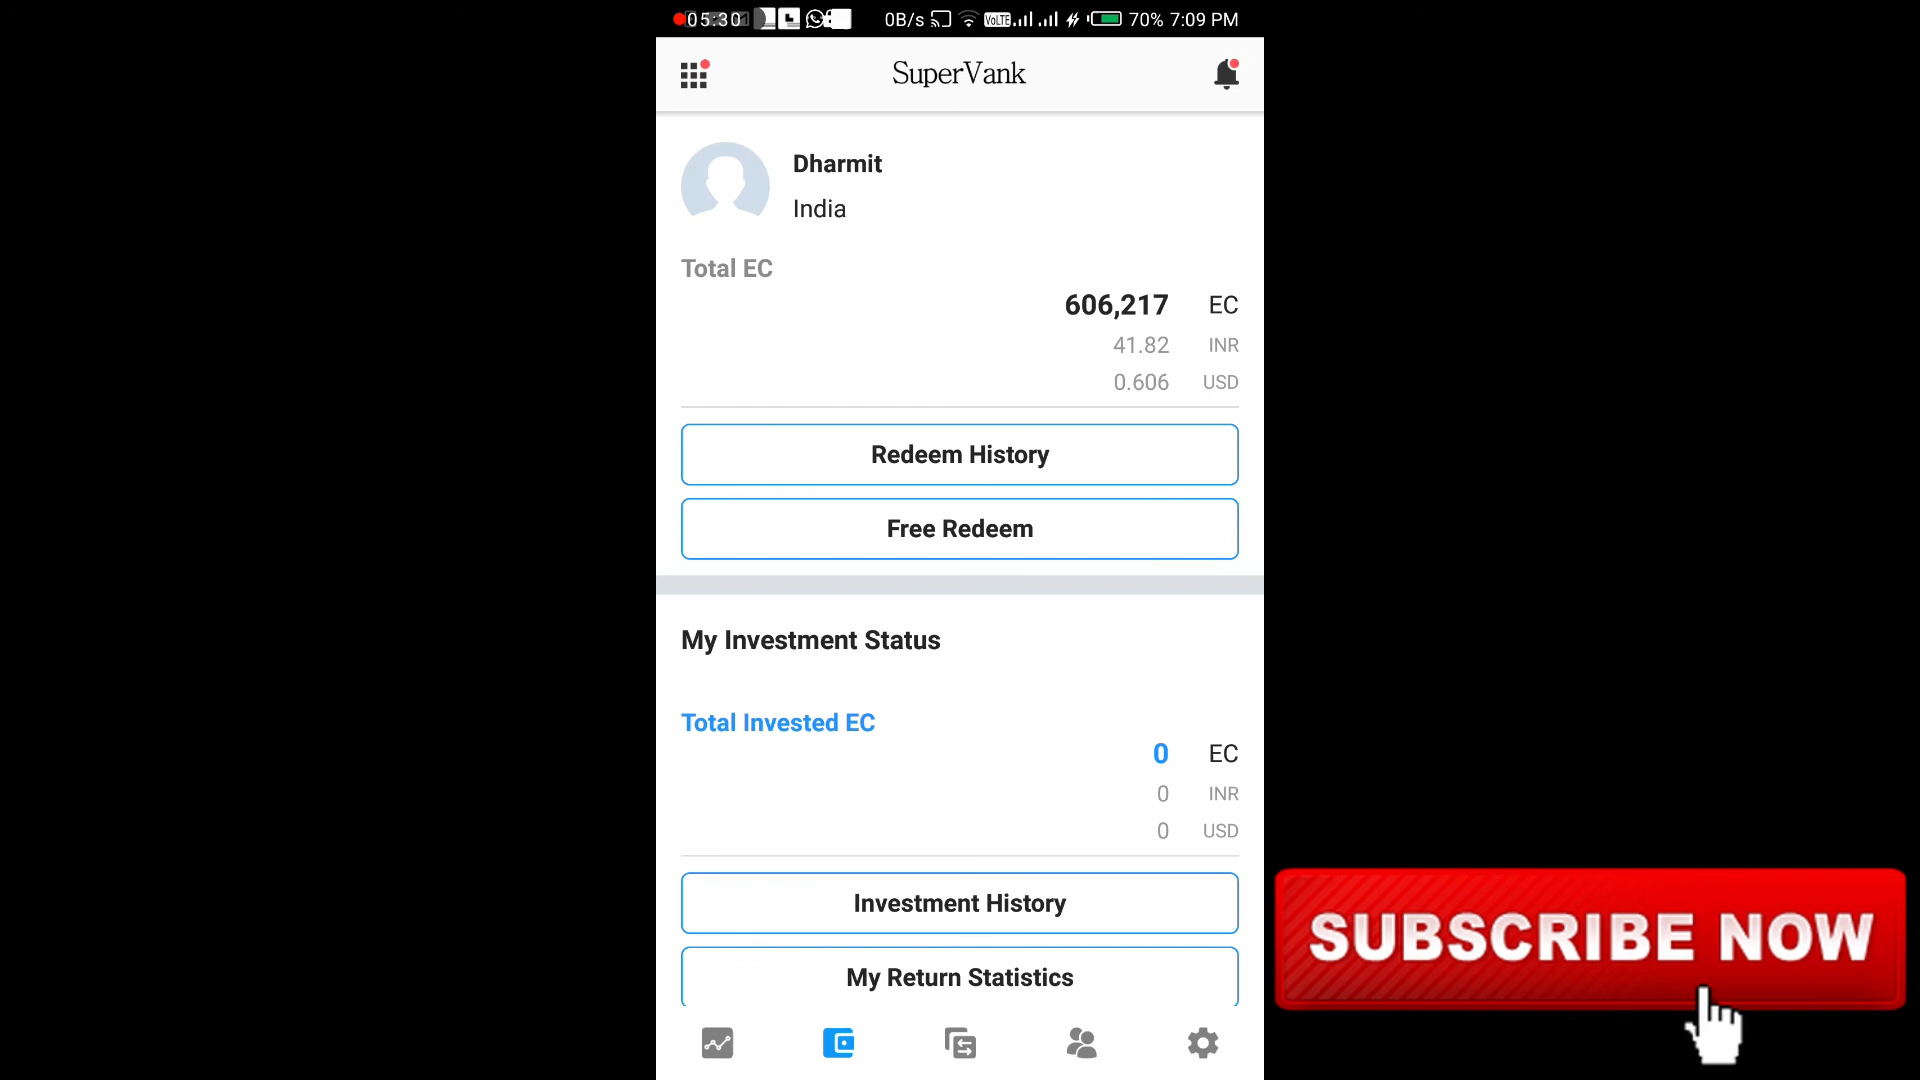 05:30 0B/s VoLTE 70% 7:09 PM
SuperVank
Dharmit
India
Total EC
606,217 EC
41.82 INR
0.606 USD
Redeem History
Free Redeem
My Investment Status
Total Invested EC
0 EC
0 INR
0 USD
Investment History
My Return Statistics
SUBSCRIBE NOW